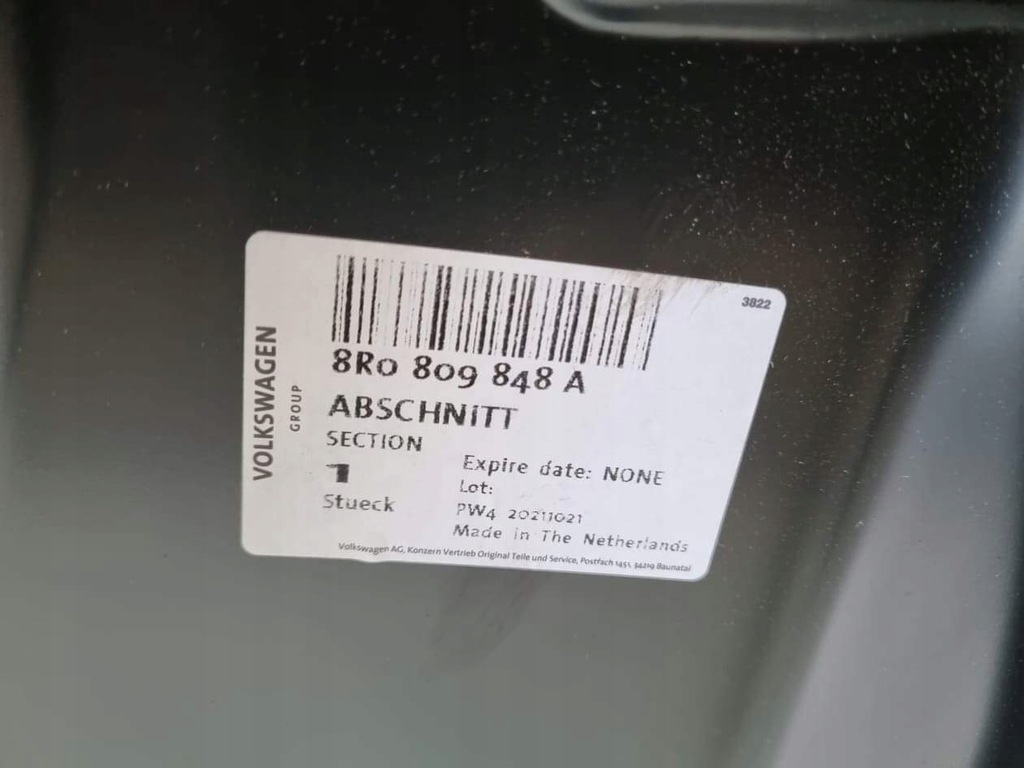 3822
VOLKSWAGEN
GROUP
8R0 809 848 A
ABSCHNITT
SECTION
1
Stueck
Expire date: NONE
Lot:
PW4 20211021
Made in The Netherlands
Volkswagen AG, Konzern Vertrieb Original Teile und Service, Postfach 1451, 34219 Baunatal